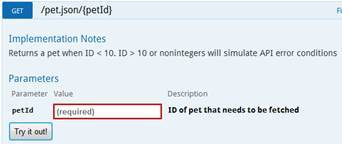 GET /pet.json/{petId}
Implementation Notes
Returns a pet when ID < 10. ID > 10 or nonintegers will simulate API error conditions
Parameters
Parameter Value Description
petId (required) ID of pet that needs to be fetched
Try it out!